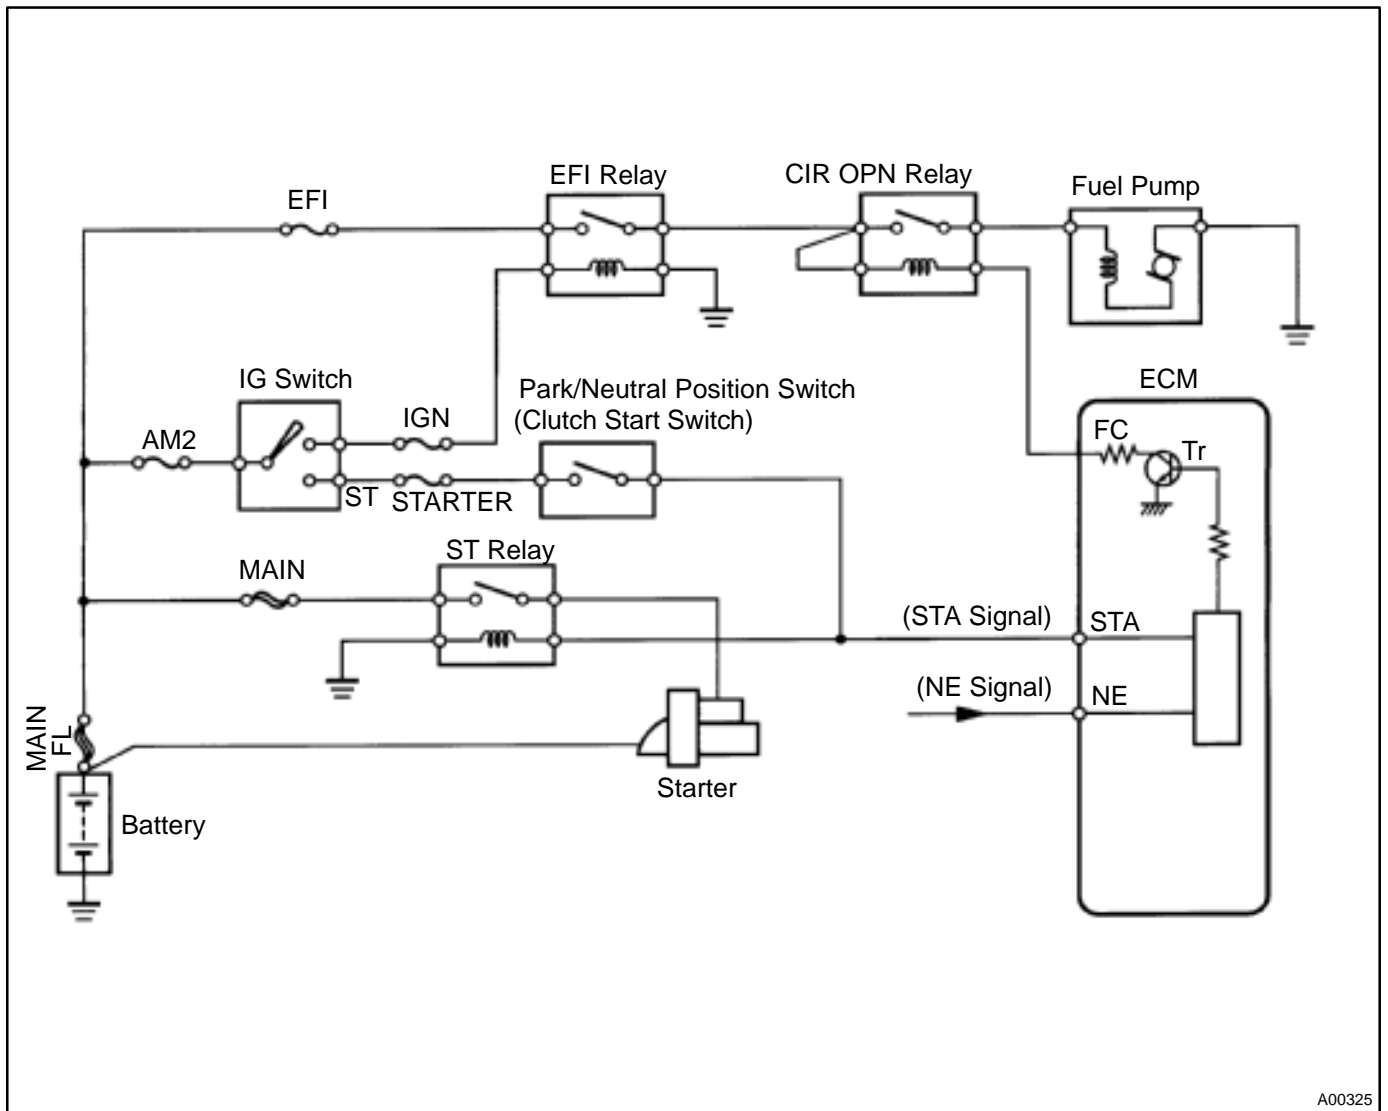 EFI
EFI Relay
CIR OPN Relay
Fuel Pump
IG Switch
AM2
IGN
ST
STARTER
Park/Neutral Position Switch
(Clutch Start Switch)
ECM
FC
Tr
MAIN
ST Relay
(STA Signal)
STA
(NE Signal)
NE
MAIN
FL
Battery
Starter
A00325